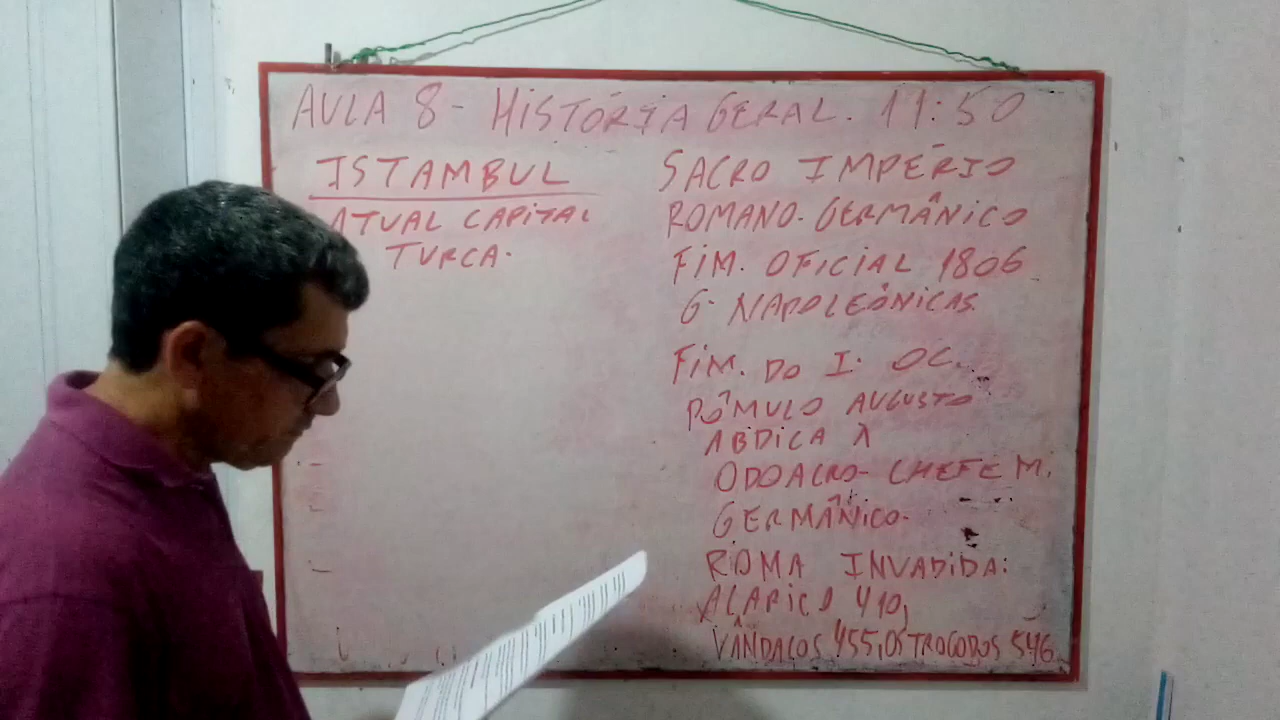 AULA 8 - HISTÓRIA GERAL. 11:50
ISTAMBUL
ATUAL CAPITAL
TURCA.
SACRO IMPÉRIO
ROMANO. GERMÂNICO
FIM. OFICIAL 1806
G. NAPOLEÔNICAS.
FIM. DO I. OC.
RÔMULO AUGUSTO
ABDICA À
ODOACRO- CHEFE M.
GERMÂNICO.
ROMA INVADIDA:
ALARICO 410,
VÂNDALOS 455, OSTROGODOS 546